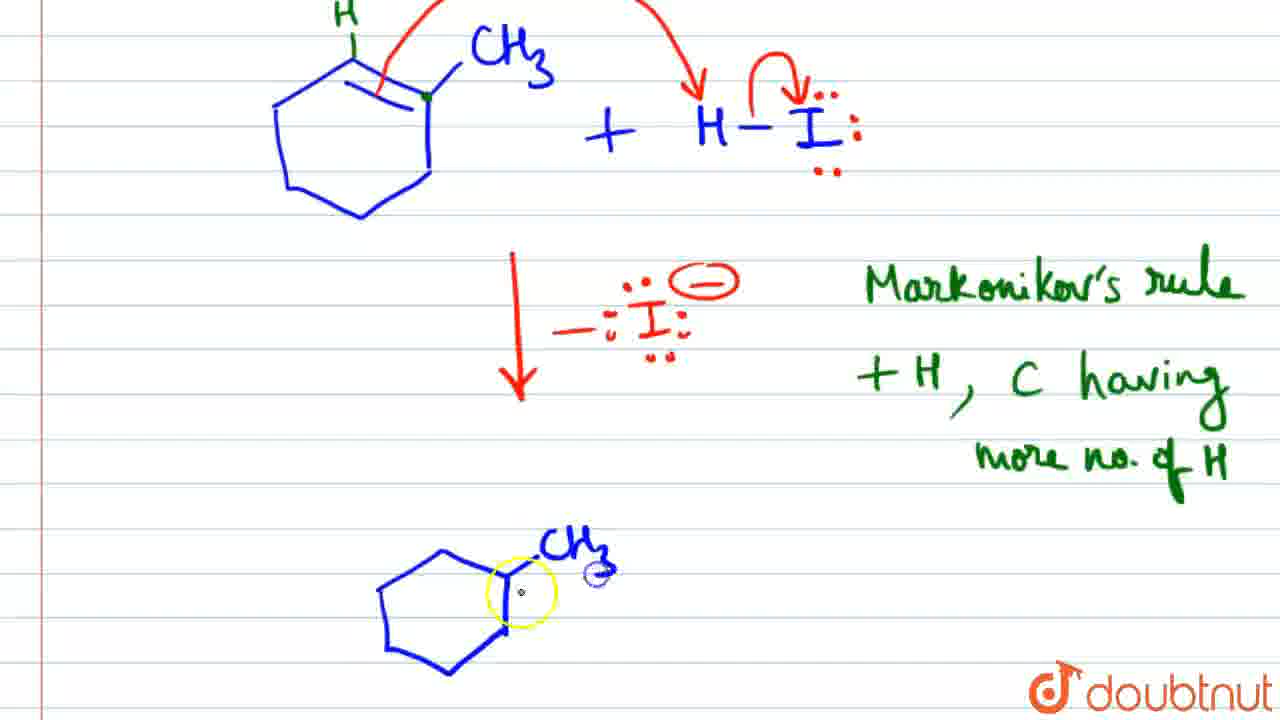 H
CH3
+ H – I
– I –
Markonikov's rule
+ H, C having
more no. of H
CH3
doubtnut